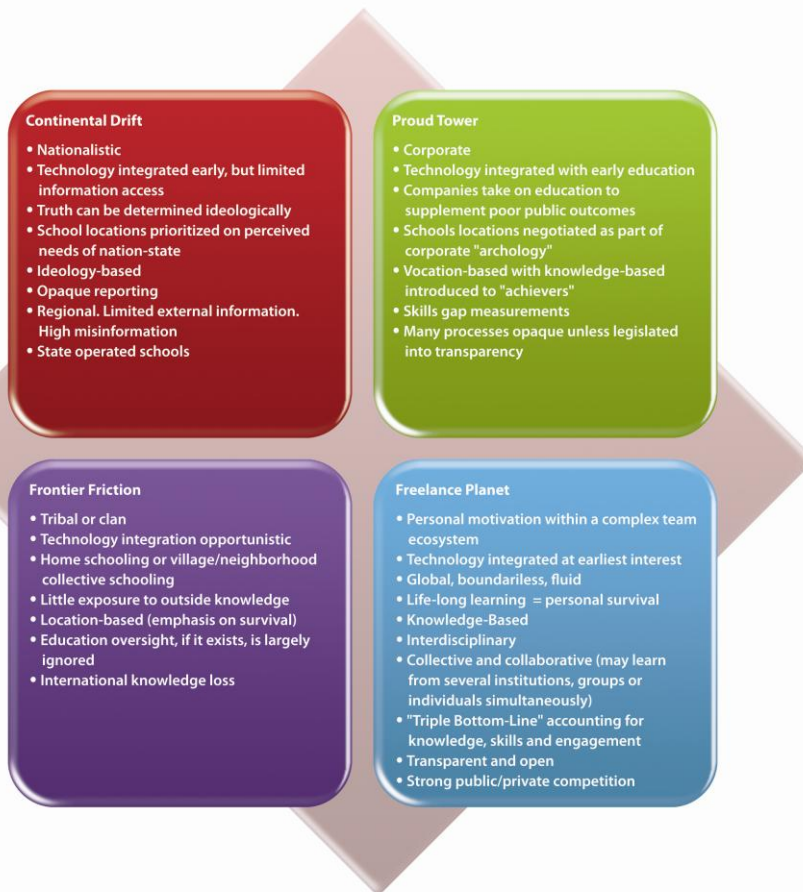 Continental Drift
• Nationalistic
• Technology integrated early, but limited
information access
• Truth can be determined ideologically
• School locations prioritized on perceived
needs of nation-state
• Ideology-based
• Opaque reporting
• Regional. Limited external information.
High misinformation
• State operated schools
Proud Tower
• Corporate
• Technology integrated with early education
• Companies take on education to
supplement poor public outcomes
• Schools locations negotiated as part of
corporate "archology"
• Vocation-based with knowledge-based
introduced to "achievers"
• Skills gap measurements
• Many processes opaque unless legislated
into transparency
Frontier Friction
• Tribal or clan
• Technology integration opportunistic
• Home schooling or village/neighborhood
collective schooling
• Little exposure to outside knowledge
• Location-based (emphasis on survival)
• Education oversight, if it exists, is largely
ignored
• International knowledge loss
Freelance Planet
• Personal motivation within a complex team
ecosystem
• Technology integrated at earliest interest
• Global, boundariless, fluid
• Life-long learning = personal survival
• Knowledge-Based
• Interdisciplinary
• Collective and collaborative (may learn
from several institutions, groups or
individuals simultaneously)
• "Triple Bottom-Line" accounting for
knowledge, skills and engagement
• Transparent and open
• Strong public/private competition